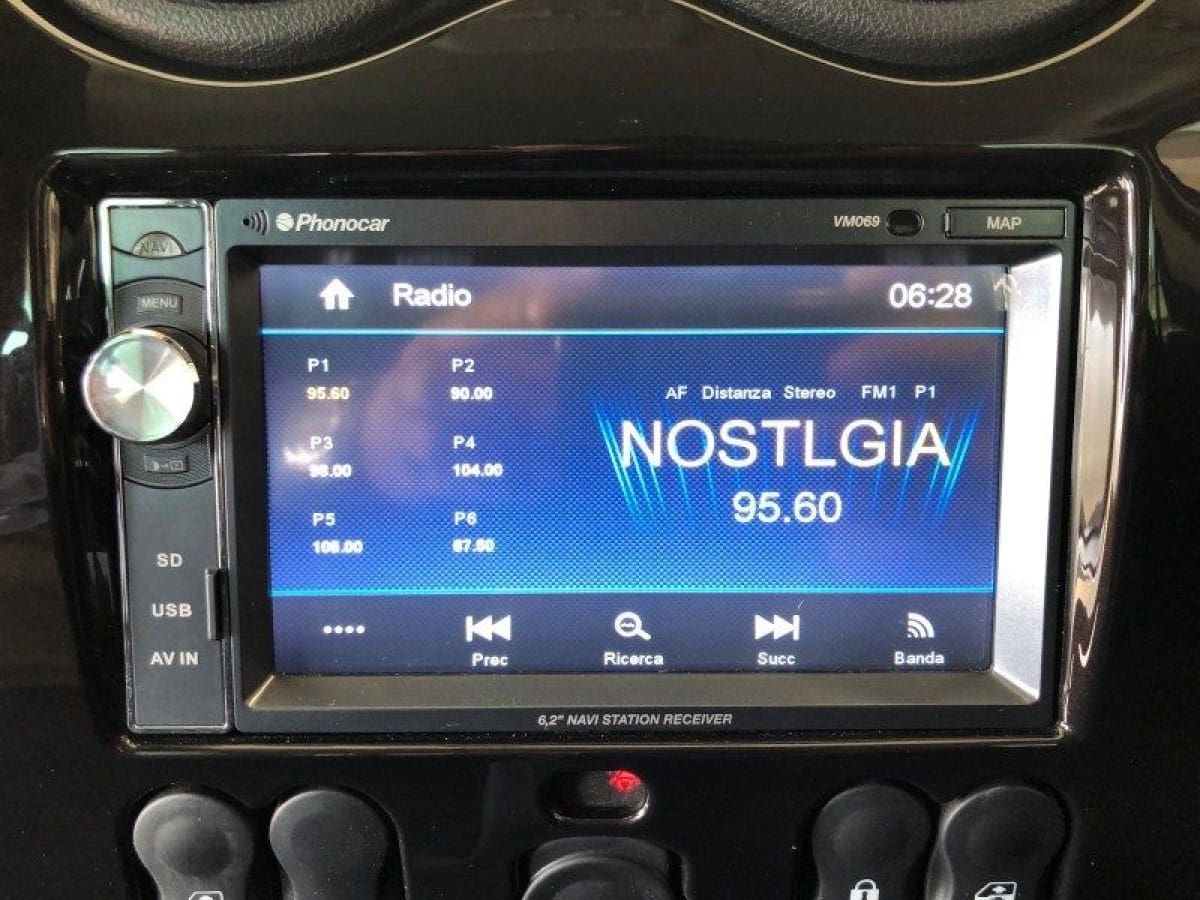 Phonocar
VM069
MAP
NAVI
MENU
Radio
06:28
P1
P2
95.60
90.00
AF Distanza Stereo FM1 P1
NOSTLGIA
95.60
P3
P4
98.00
104.00
P5
P6
108.00
87.50
SD
USB
AV IN
Prec
Ricerca
Succ
Banda
6,2" NAVI STATION RECEIVER